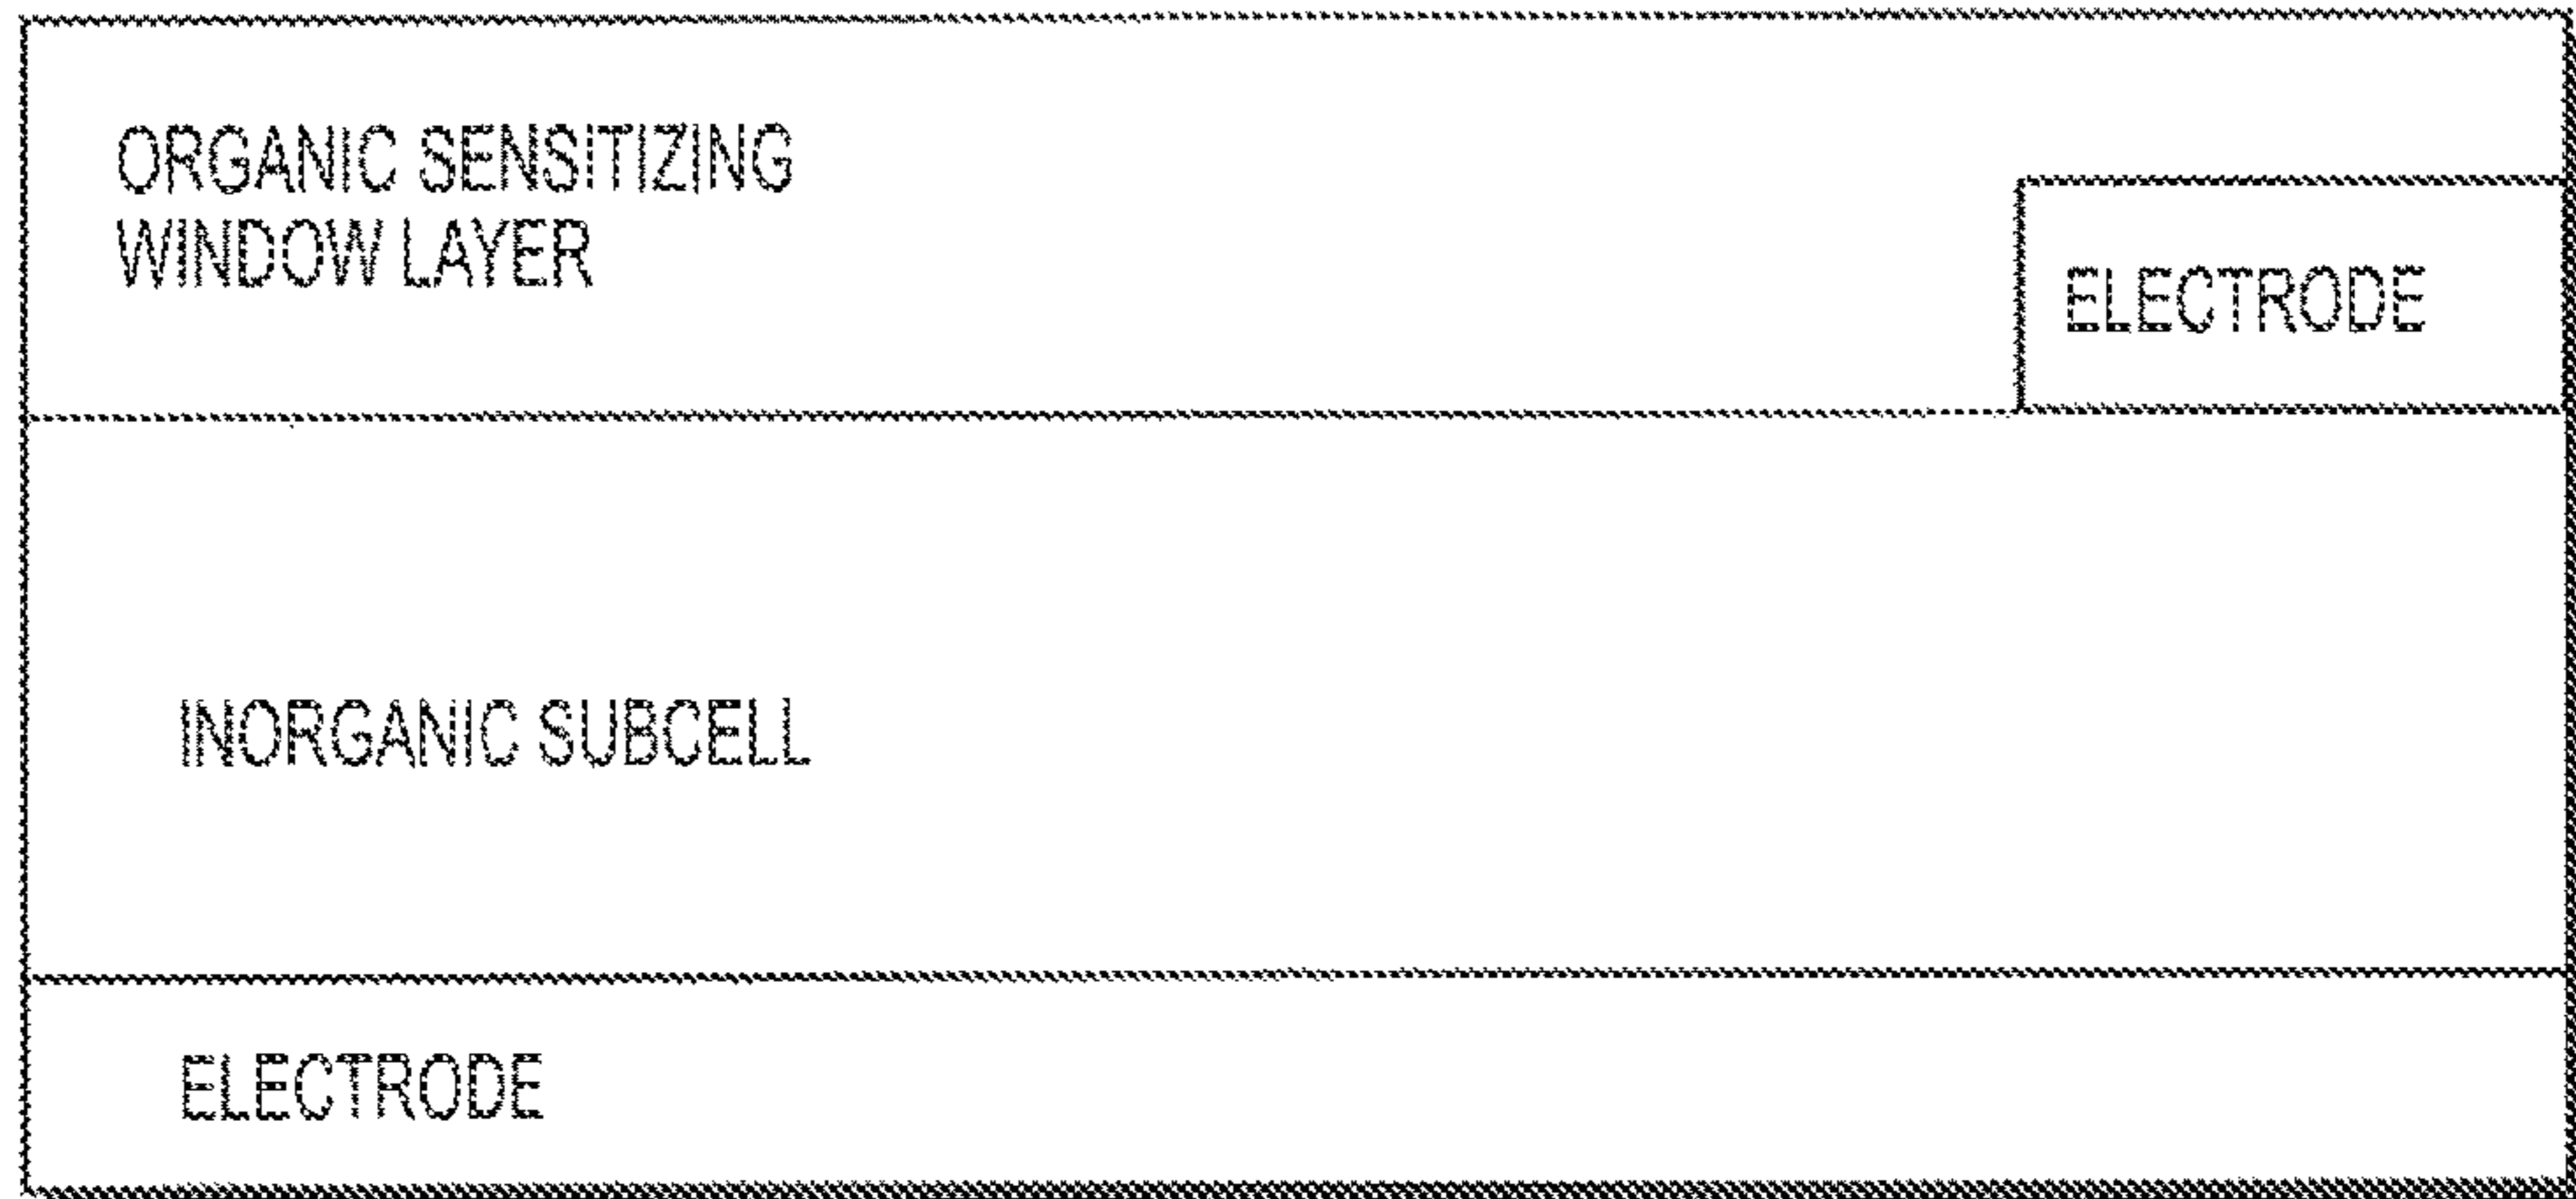 ORGANIC SENSITIZING
WINDOW LAYER
ELECTRODE
INORGANIC SUBCELL
ELECTRODE